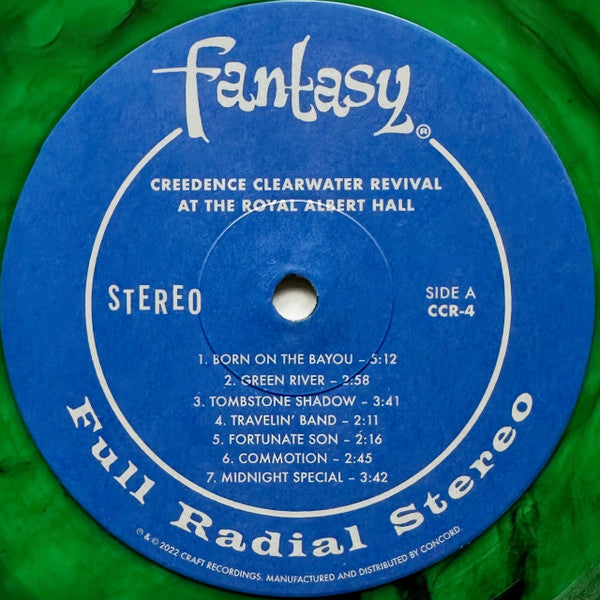 fantasy®
CREEDENCE CLEARWATER REVIVAL
AT THE ROYAL ALBERT HALL
STEREO
SIDE A
CCR-4
1. BORN ON THE BAYOU – 5:12
2. GREEN RIVER – 2:58
3. TOMBSTONE SHADOW – 3:41
4. TRAVELIN’ BAND – 2:11
5. FORTUNATE SON – 2:16
6. COMMOTION – 2:45
7. MIDNIGHT SPECIAL – 3:42
Full Radial Stereo
℗ & © 2022 CRAFT RECORDINGS. MANUFACTURED AND DISTRIBUTED BY CONCORD.